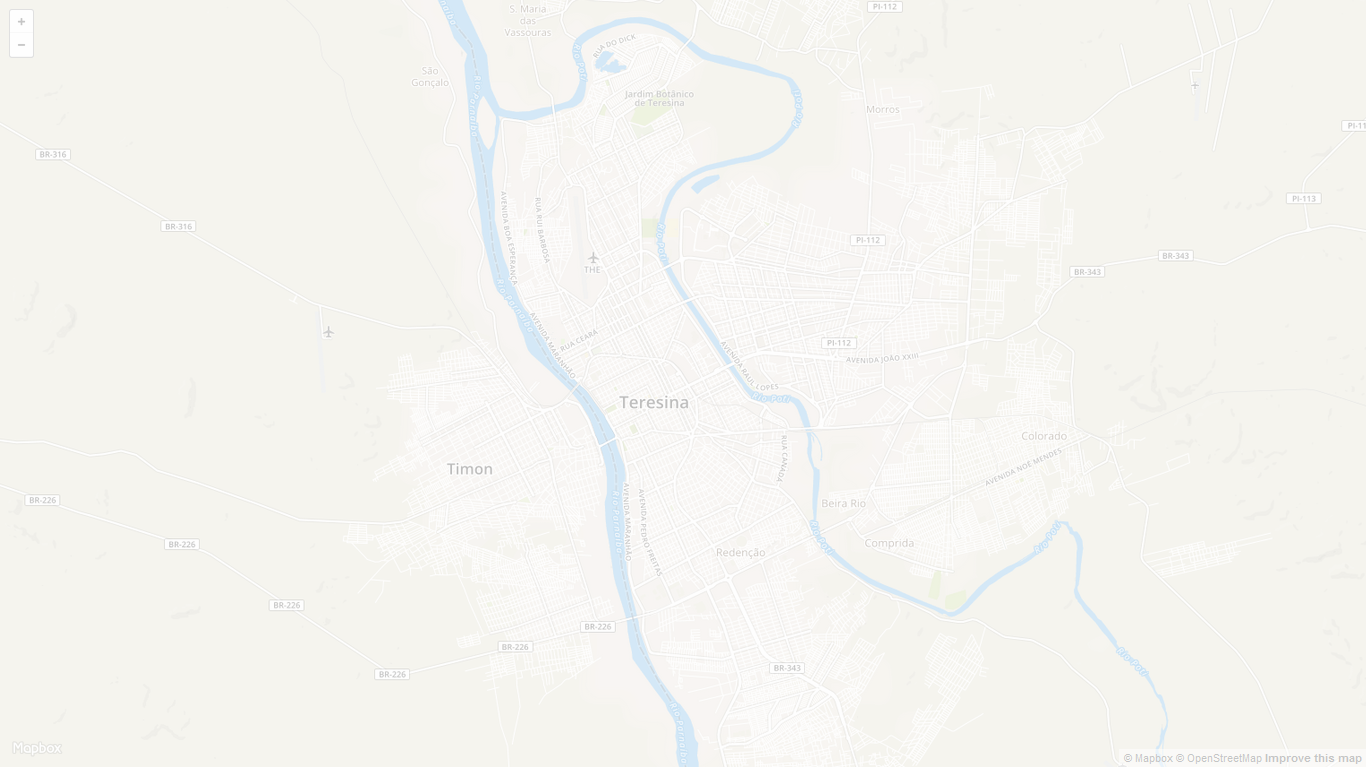 +
−
S. Maria
das
Vassouras
PI-112
RUA DO DICK
Rio Poti
São
Gonçalo
Rio Parnaíba
Jardim Botânico
de Teresina
Rio Poti
Morros
PI-11
BR-316
BR-316
AVENIDA BOA ESPERANÇA
RUA RUI BARBOSA
PI-113
Rio Poti
PI-112
BR-343
BR-343
THE
Rio Parnaíba
AVENIDA MARANHÃO
RUA CEARÁ
AVENIDA RAUL LOPES
PI-112
AVENIDA JOÃO XXIII
Teresina
Rio Poti
Timon
RUA CANADÁ
Colorado
AVENIDA NOÉ MENDES
BR-226
Rio Parnaíba
AVENIDA MARANHÃO
AVENIDA PEDRO FREITAS
Beira Rio
BR-226
Redenção
Rio Poti
Comprida
Rio Poti
BR-226
BR-226
BR-226
BR-226
BR-343
Rio Poti
Rio Parnaíba
Mapbox
© Mapbox © OpenStreetMap Improve this map